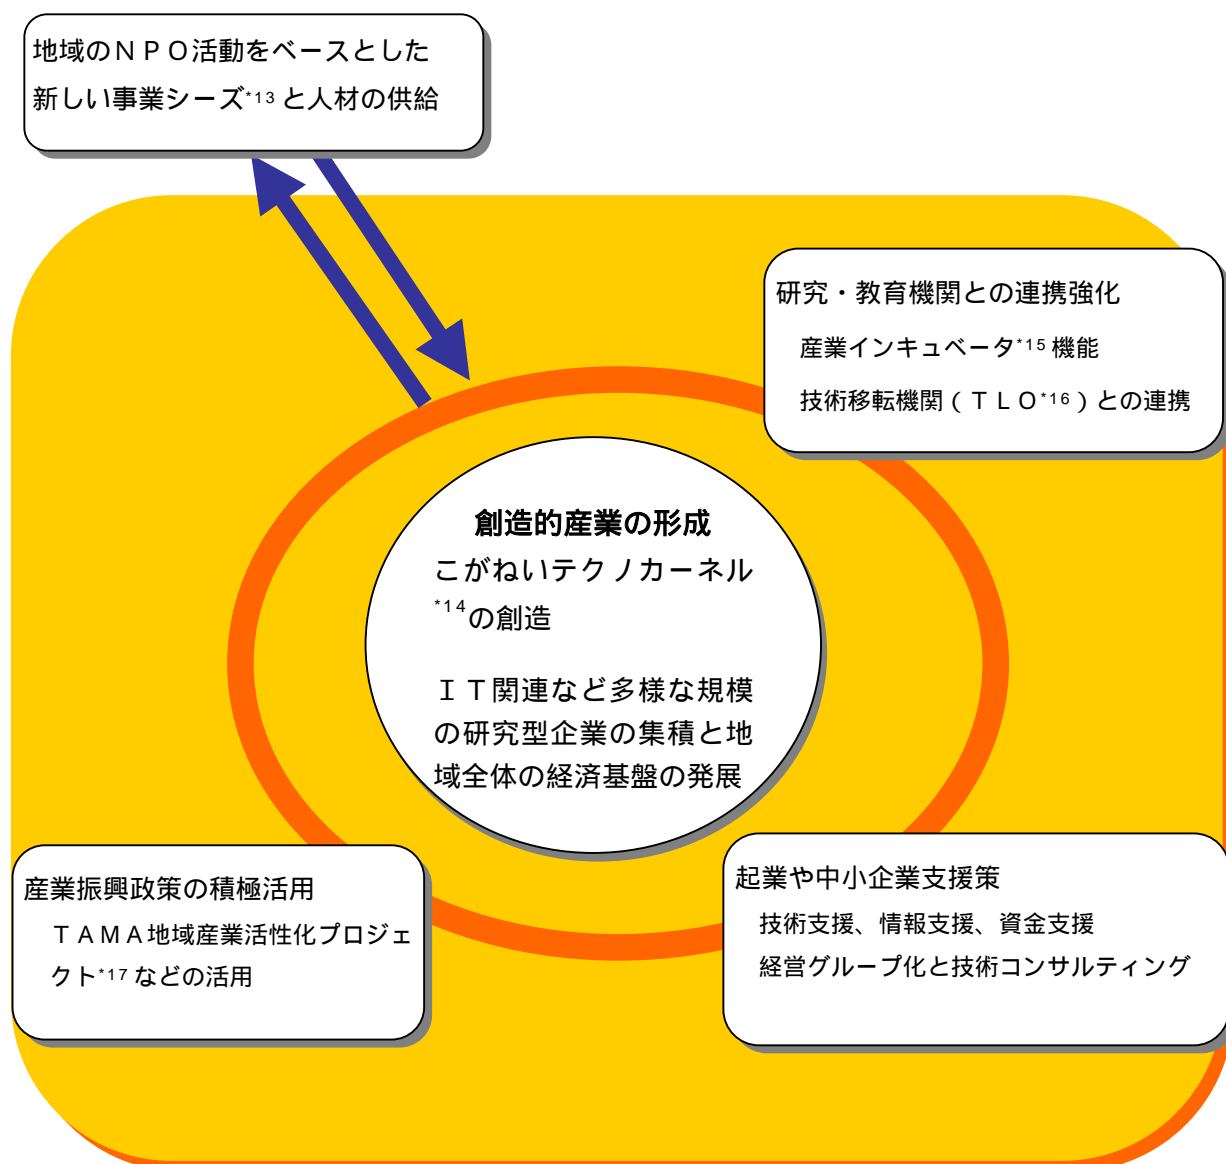 地域のＮＰＯ活動をベースとした
新しい事業シーズ*13と人材の供給
研究・教育機関との連携強化
産業インキュベータ*15機能
技術移転機関（ＴＬＯ*16）との連携
創造的産業の形成
こがねいテクノカーネル
*14の創造
ＩＴ関連など多様な規模
の研究型企業の集積と地
域全体の経済基盤の発展
産業振興政策の積極活用
ＴＡＭＡ地域産業活性化プロジェ
クト*17などの活用
起業や中小企業支援策
技術支援、情報支援、資金支援
経営グループ化と技術コンサルティング